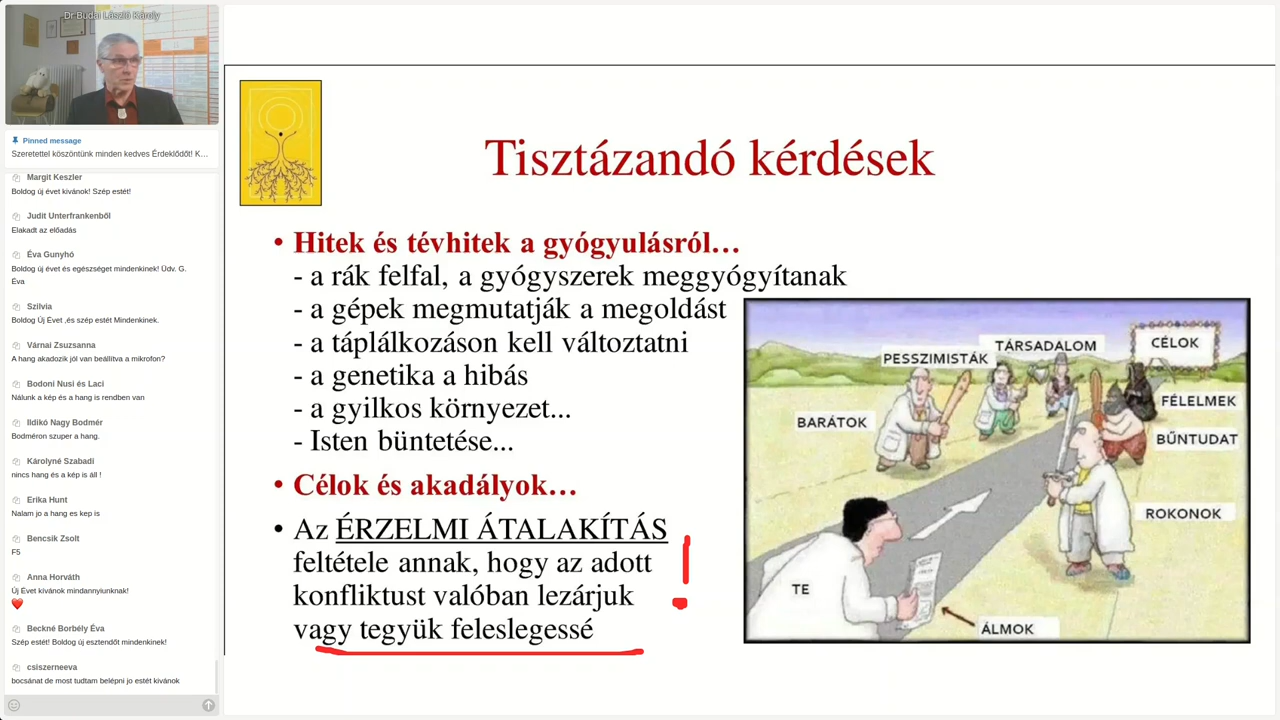 Dr Budai László Károly
Pinned message
Szeretettel köszöntünk minden kedves Érdeklődőt! K…
Margit Keszler
Boldog új évet kivánok! Szép estét!
Judit Unterfrankenből
Elakadt az előadás
Éva Gunyhó
Boldog új évet és egészséget mindenkinek! Üdv. G.
Éva
Szilvia
Boldog Új Évet ,és szép estét Mindenkinek.
Várnai Zsuzsanna
A hang akadozik jól van beállítva a mikrofon?
Bodoni Nusi és Laci
Nálunk a kép és a hang is rendben van
Ildikó Nagy Bodmér
Bodméron szuper a hang.
Károlyné Szabadi
nincs hang és a kép is áll !
Erika Hunt
Nalam jo a hang es kep is
Bencsik Zsolt
F5
Anna Horváth
Új Évet kívánok mindannyiunknak!
Beckné Borbély Éva
Szép estét! Boldog új esztendőt mindenkinek!
csiszerneeva
bocsánat de most tudtam belépni jo estét kivánok
Tisztázandó kérdések
• Hitek és tévhitek a gyógyulásról…
- a rák felfal, a gyógyszerek meggyógyítanak
- a gépek megmutatják a megoldást
- a táplálkozáson kell változtatni
- a genetika a hibás
- a gyilkos környezet...
- Isten büntetése...
• Célok és akadályok…
• Az ÉRZELMI ÁTALAKÍTÁS
feltétele annak, hogy az adott
konfliktust valóban lezárjuk
vagy tegyük feleslegessé
PESSZIMISTÁK
TÁRSADALOM
CÉLOK
BARÁTOK
FÉLELMEK
BŰNTUDAT
ROKONOK
TE
ÁLMOK